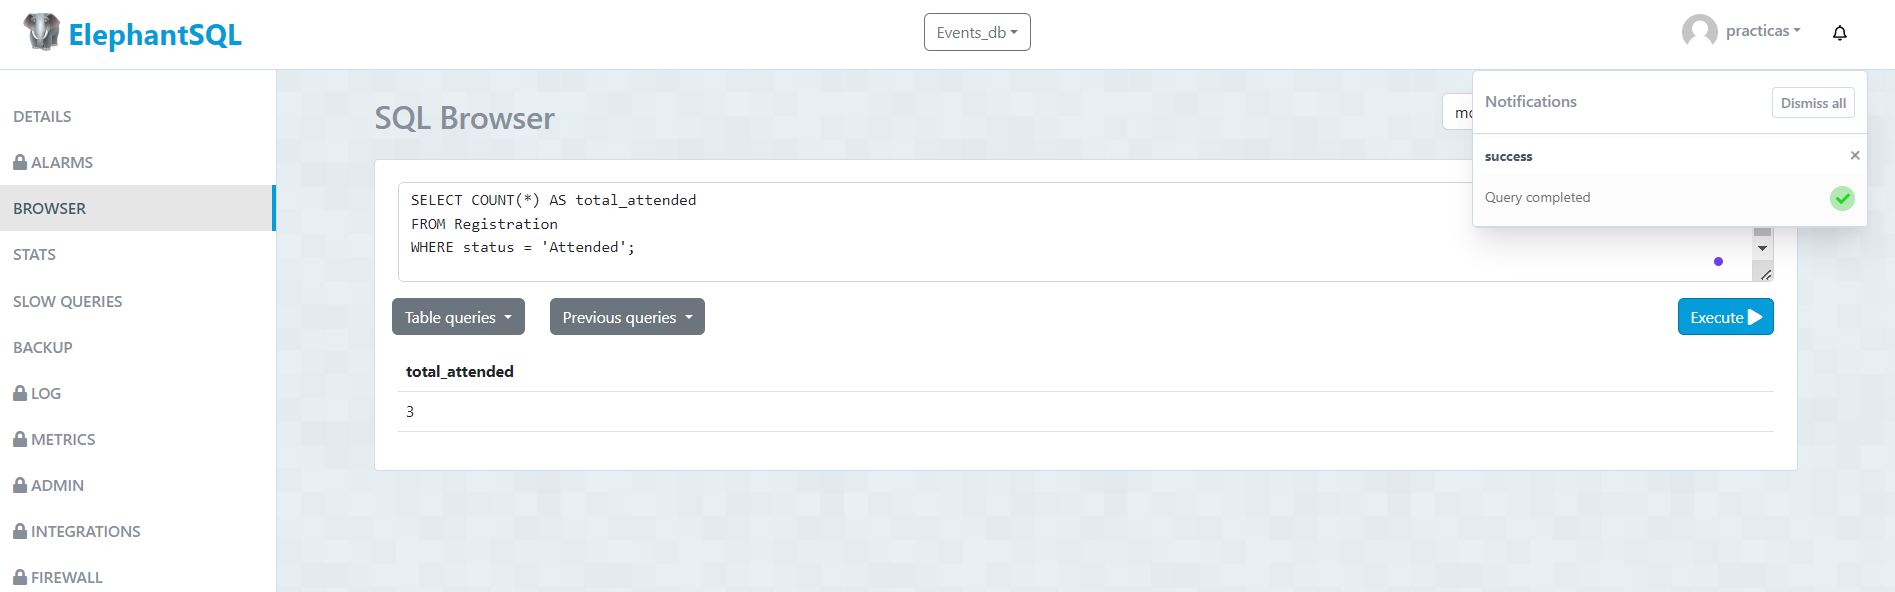 ElephantSQL
Events_db
practicas
DETAILS
ALARMS
BROWSER
STATS
SLOW QUERIES
BACKUP
LOG
METRICS
ADMIN
INTEGRATIONS
FIREWALL
SQL Browser
Notifications
Dismiss all
success
×
Query completed
SELECT COUNT(*) AS total_attended
FROM Registration
WHERE status = 'Attended';
Table queries
Previous queries
Execute
total_attended
3